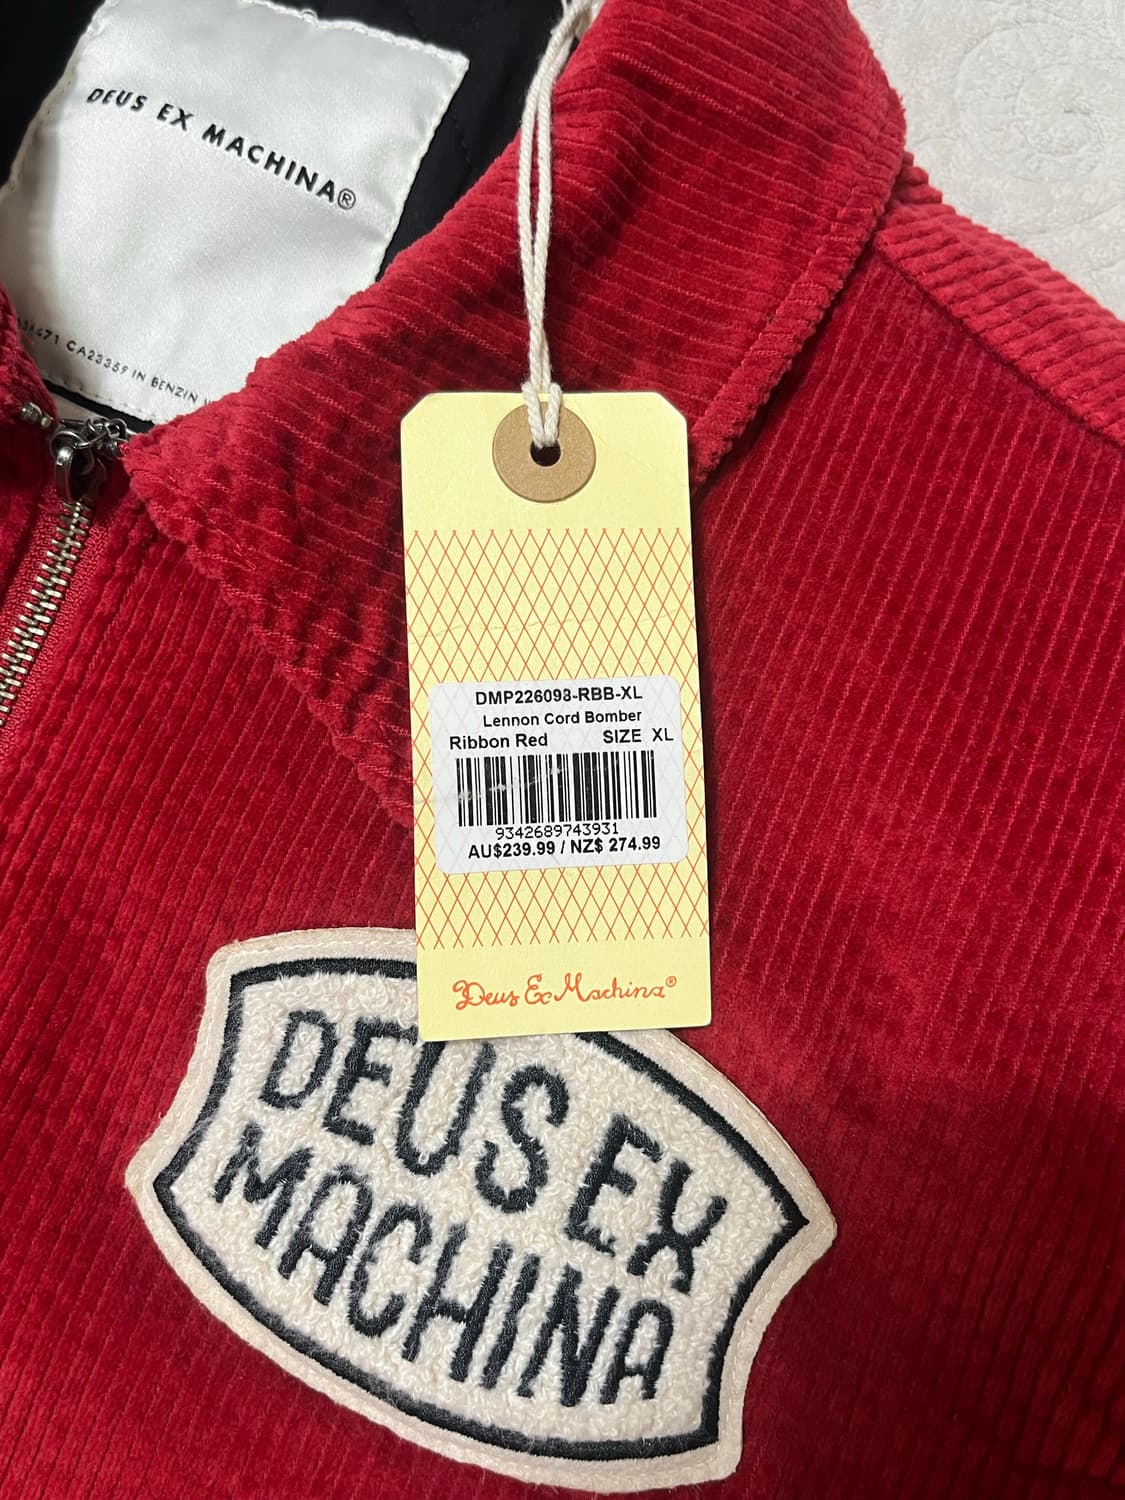 DEUS EX MACHINA®
CA23359 IN BENZIN
DMP226098-RBB-XL
Lennon Cord Bomber
Ribbon Red SIZE XL
9342689743931
AU$239.99 / NZ$ 274.99
Deus Ex Machina®
DEUS EX
MACHINA